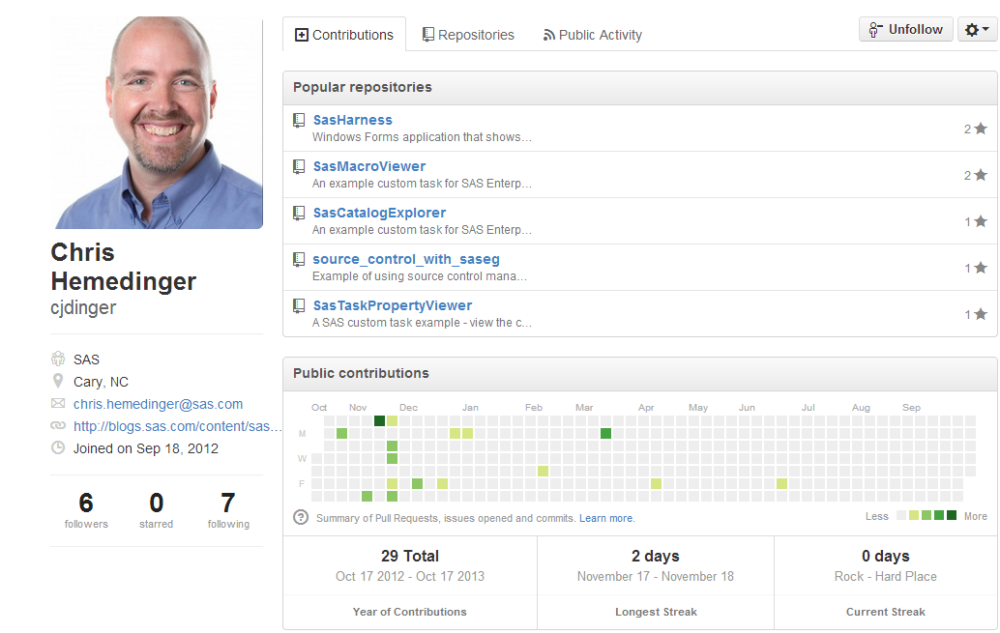 Contributions
Repositories
Public Activity
Unfollow
Popular repositories
SasHarness
Windows Forms application that shows...
2
SasMacroViewer
An example custom task for SAS Enterp...
2
SasCatalogExplorer
An example custom task for SAS Enterp...
1
source_control_with_saseg
Example of using source control mana...
1
SasTaskPropertyViewer
A SAS custom task example - view the c...
1
Chris
Hemedinger
cjdinger
SAS
Cary, NC
chris.hemedinger@sas.com
http://blogs.sas.com/content/sas...
Joined on Sep 18, 2012
6
followers
0
starred
7
following
Public contributions
Oct Nov Dec Jan Feb Mar Apr May Jun Jul Aug Sep
M
W
F
? Summary of Pull Requests, issues opened and commits. Learn more.
Less More
29 Total
Oct 17 2012 - Oct 17 2013
Year of Contributions
2 days
November 17 - November 18
Longest Streak
0 days
Rock - Hard Place
Current Streak